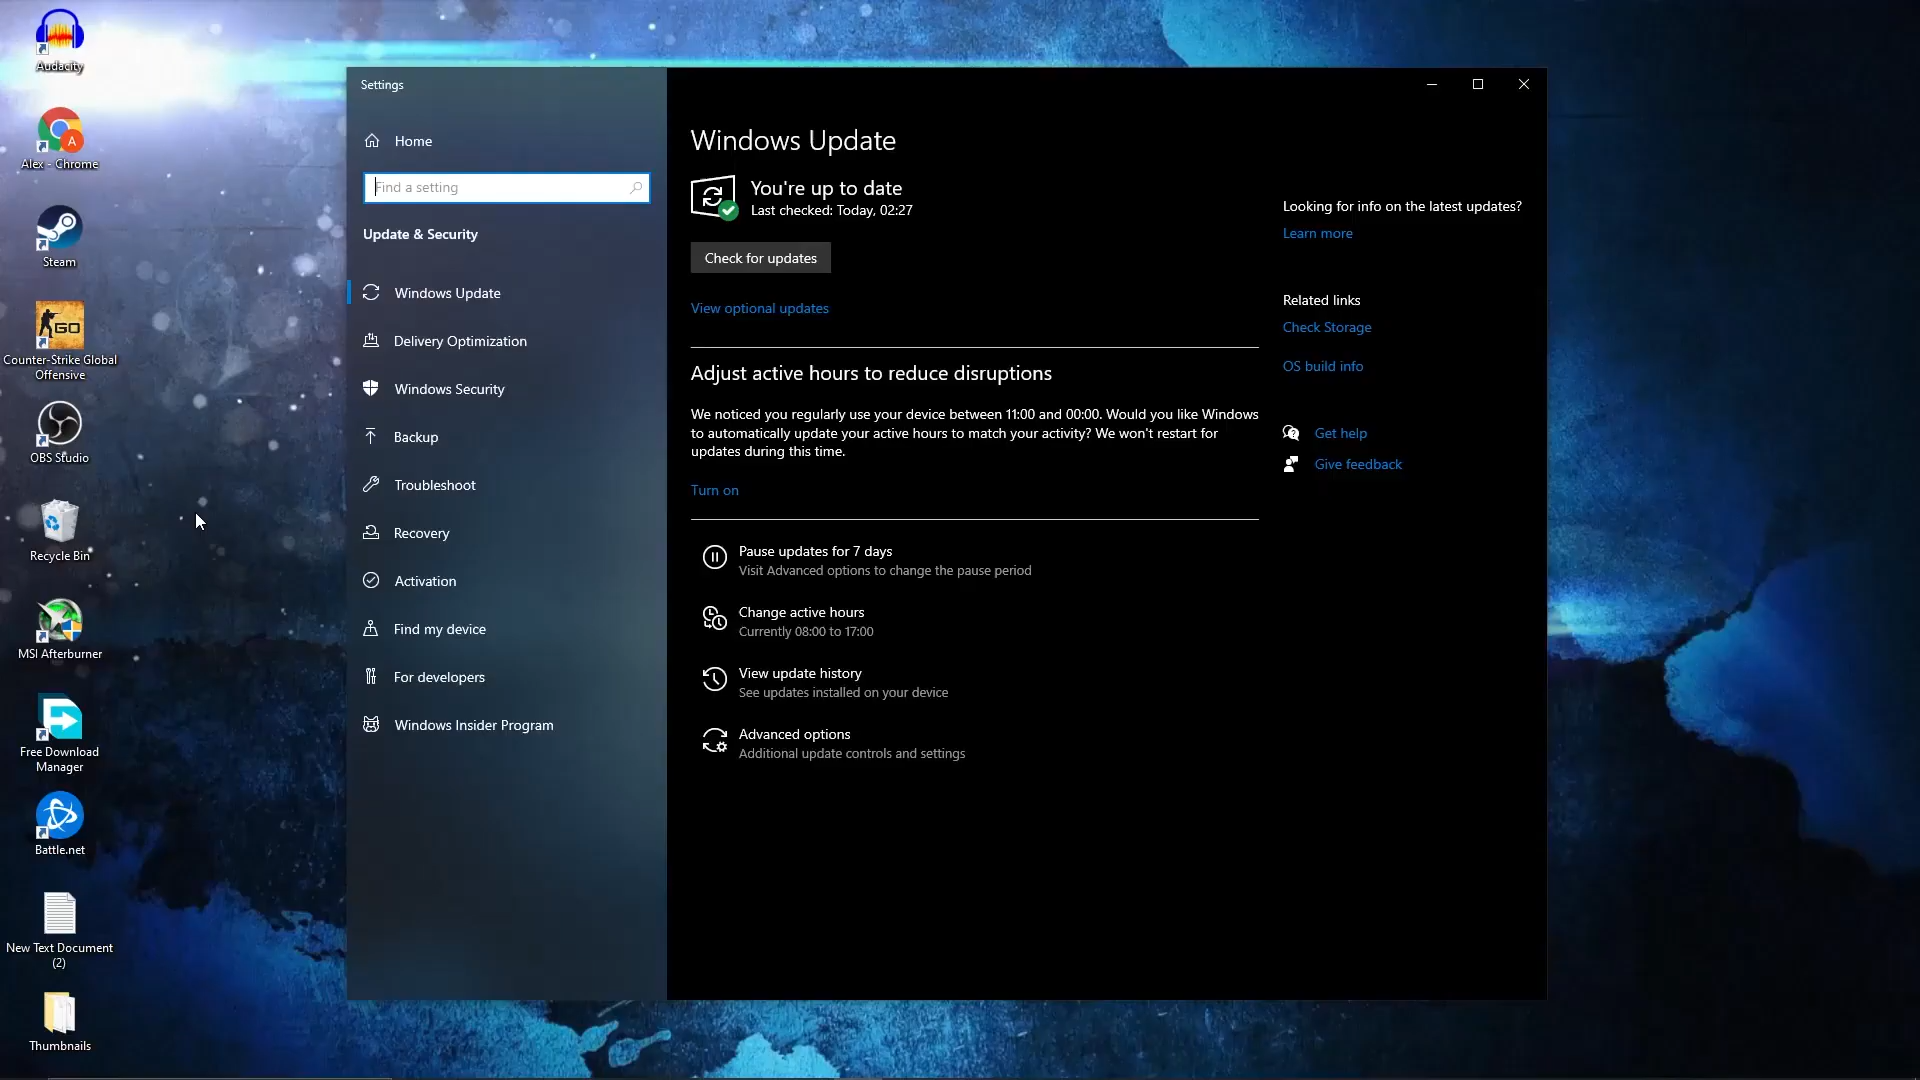 Audacity
Alex - Chrome
Steam
GO
Counter-Strike Global
Offensive
OBS Studio
Recycle Bin
MSI Afterburner
Free Download
Manager
Battle.net
New Text Document
(2)
Thumbnails
Settings
Home
Find a setting
Update & Security
Windows Update
Delivery Optimization
Windows Security
Backup
Troubleshoot
Recovery
Activation
Find my device
For developers
Windows Insider Program
Windows Update
You're up to date
Last checked: Today, 02:27
Check for updates
View optional updates
Adjust active hours to reduce disruptions
We noticed you regularly use your device between 11:00 and 00:00. Would you like Windows
to automatically update your active hours to match your activity? We won't restart for
updates during this time.
Turn on
Pause updates for 7 days
Visit Advanced options to change the pause period
Change active hours
Currently 08:00 to 17:00
View update history
See updates installed on your device
Advanced options
Additional update controls and settings
Looking for info on the latest updates?
Learn more
Related links
Check Storage
OS build info
Get help
Give feedback